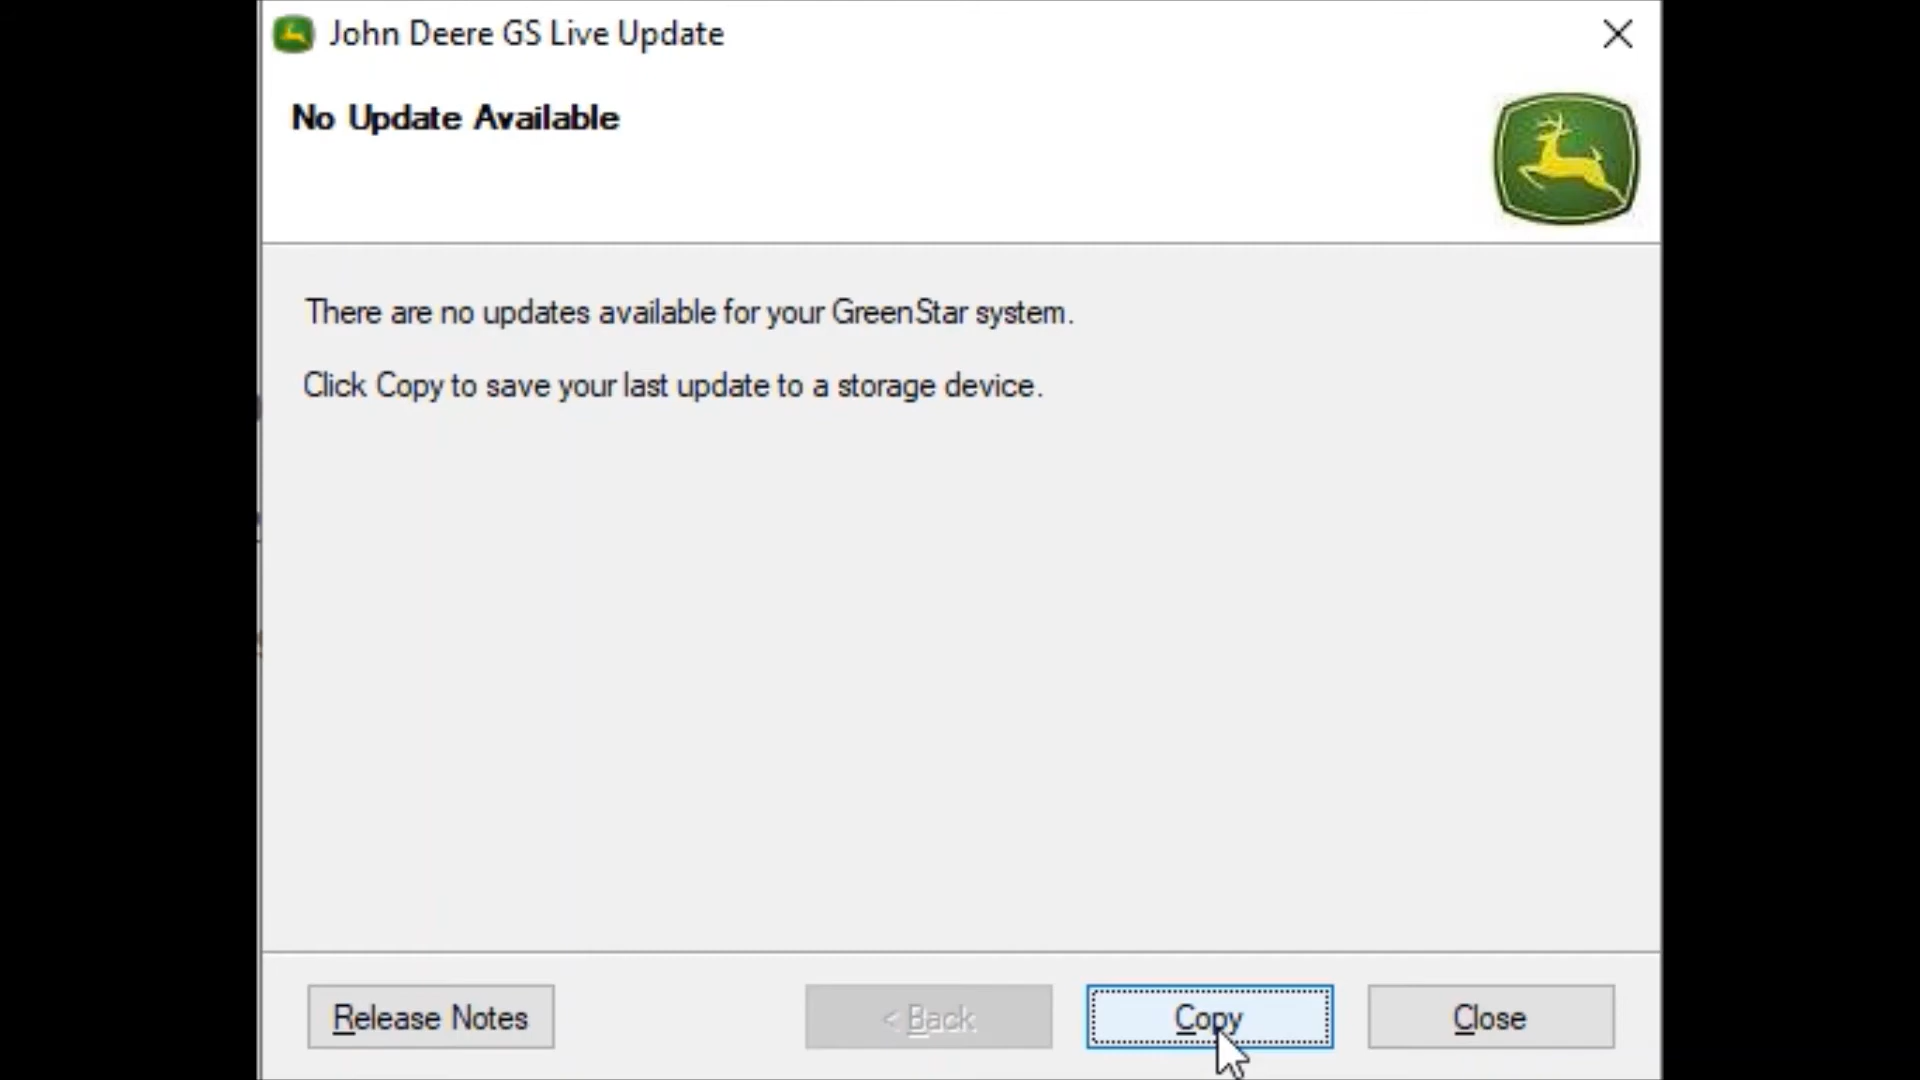 John Deere GS Live Update
No Update Available
There are no updates available for your GreenStar system.
Click Copy to save your last update to a storage device.
Release Notes
< Back
Copy
Close